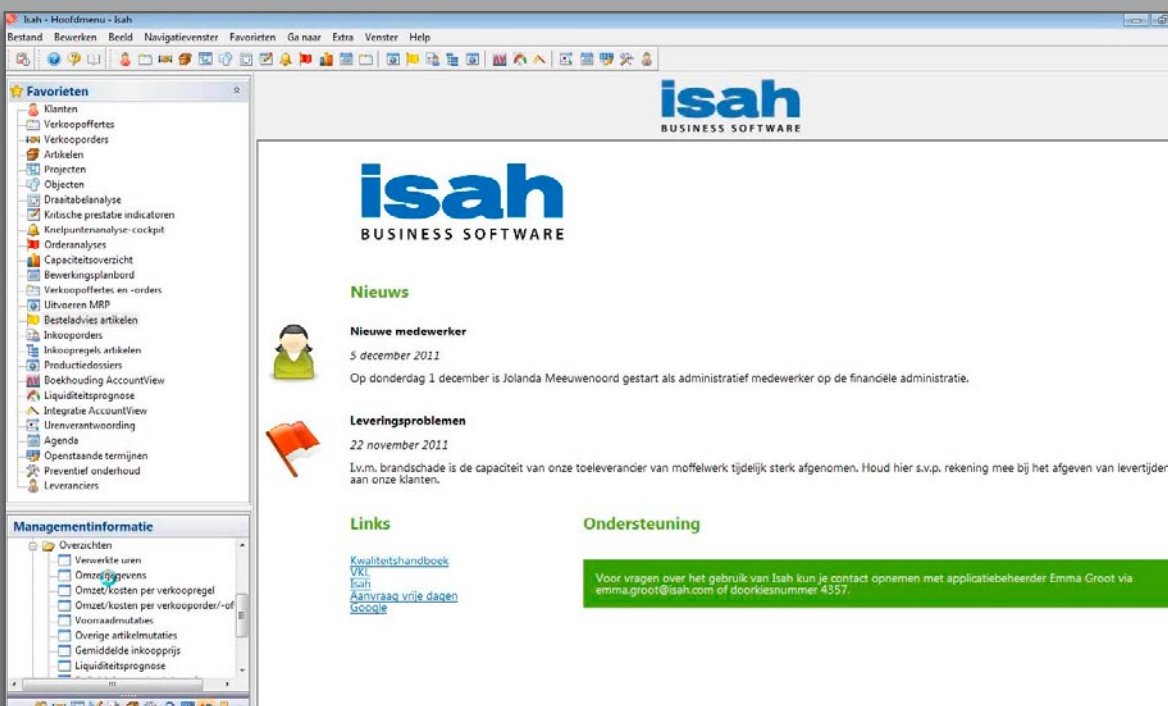 Isah - Hoofdmenu - Isah
Bestand Bewerken Beeld Navigatievenster Favorieten Ga naar Extra Venster Help
isah
BUSINESS SOFTWARE
Favorieten
Klanten
Verkoopoffertes
Verkooporders
Artikelen
Projecten
Objecten
Draaitabelanalyse
Kritische prestatie indicatoren
Knelpuntenanalyse-cockpit
Orderanalyses
Capaciteitsoverzicht
Bewerkingsplanbord
Verkoopoffertes en -orders
Uitvoeren MRP
Besteladvies artikelen
Inkooporders
Inkoopregels artikelen
Productiedossiers
Boekhouding AccountView
Liquiditeitsprognose
Integratie AccountView
Urenverantwoording
Agenda
Openstaande termijnen
Preventief onderhoud
Leveranciers
Managementinformatie
Overzichten
Verwerkte uren
Omzetgegevens
Omzet/kosten per verkoopregel
Omzet/kosten per verkooporder/-of
Voorraadmutaties
Overige artikelmutaties
Gemiddelde inkoopprijs
Liquiditeitsprognose
isah
BUSINESS SOFTWARE
Nieuws
Nieuwe medewerker
5 december 2011
Op donderdag 1 december is Jolanda Meeuwenoord gestart als administratief medewerker op de financiële administratie.
Leveringsproblemen
22 november 2011
I.v.m. brandschade is de capaciteit van onze toeleverancier van moffelwerk tijdelijk sterk afgenomen. Houd hier s.v.p. rekening mee bij het afgeven van levertijden
aan onze klanten.
Links
Kwaliteitshandboek
VKL
Isah
Aanvraag vrije dagen
Google
Ondersteuning
Voor vragen over het gebruik van Isah kun je contact opnemen met applicatiebeheerder Emma Groot via
emma.groot@isah.com of doorkiesnummer 4357.